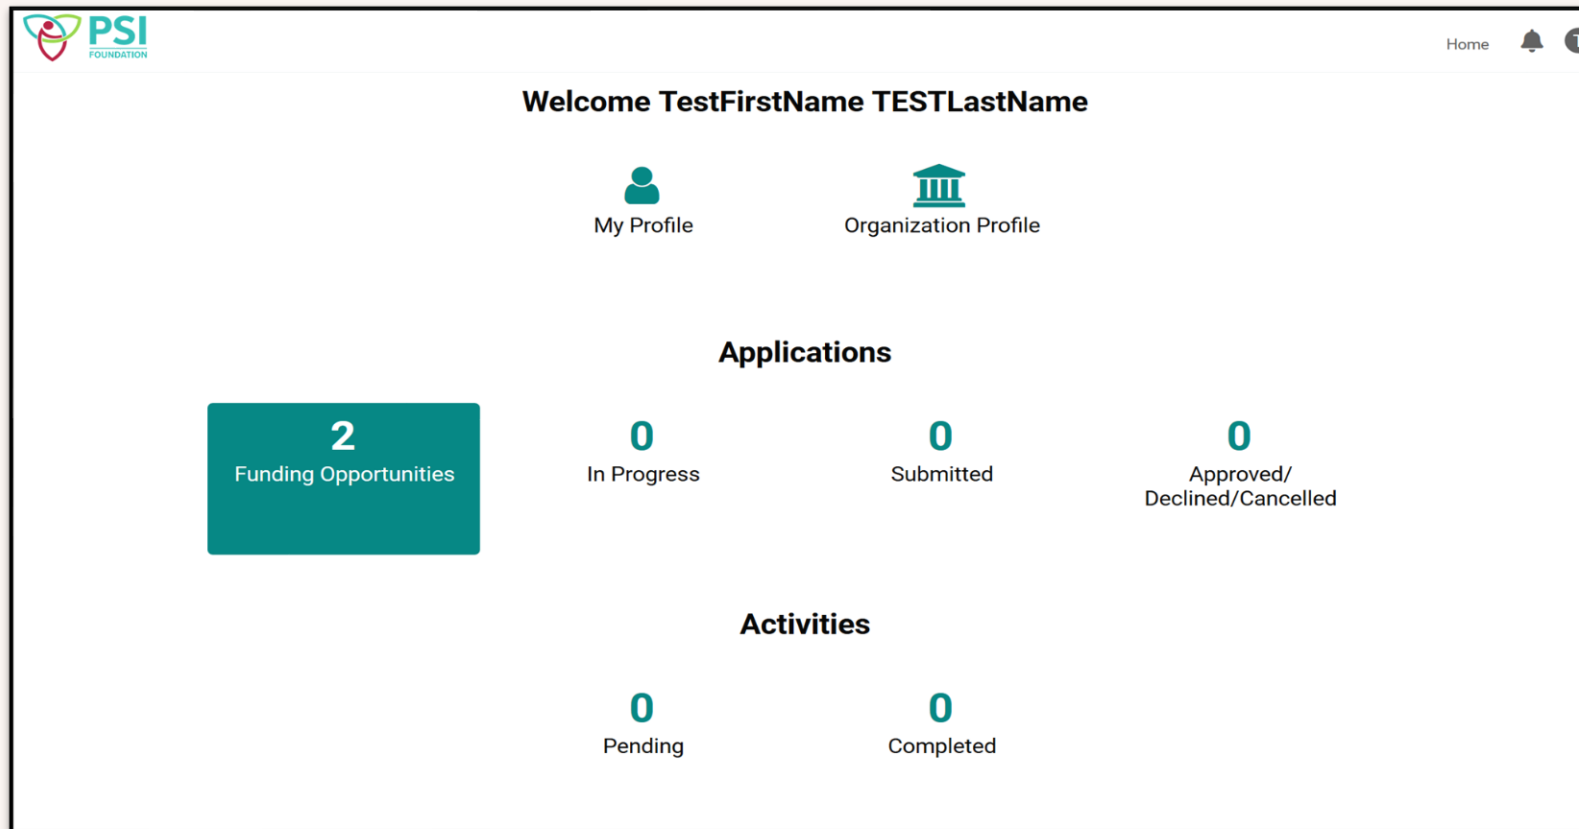 PSI
FOUNDATION
Home
T
Welcome TestFirstName TESTLastName
My Profile
Organization Profile
Applications
2
Funding Opportunities
0
In Progress
0
Submitted
0
Approved/
Declined/Cancelled
Activities
0
Pending
0
Completed